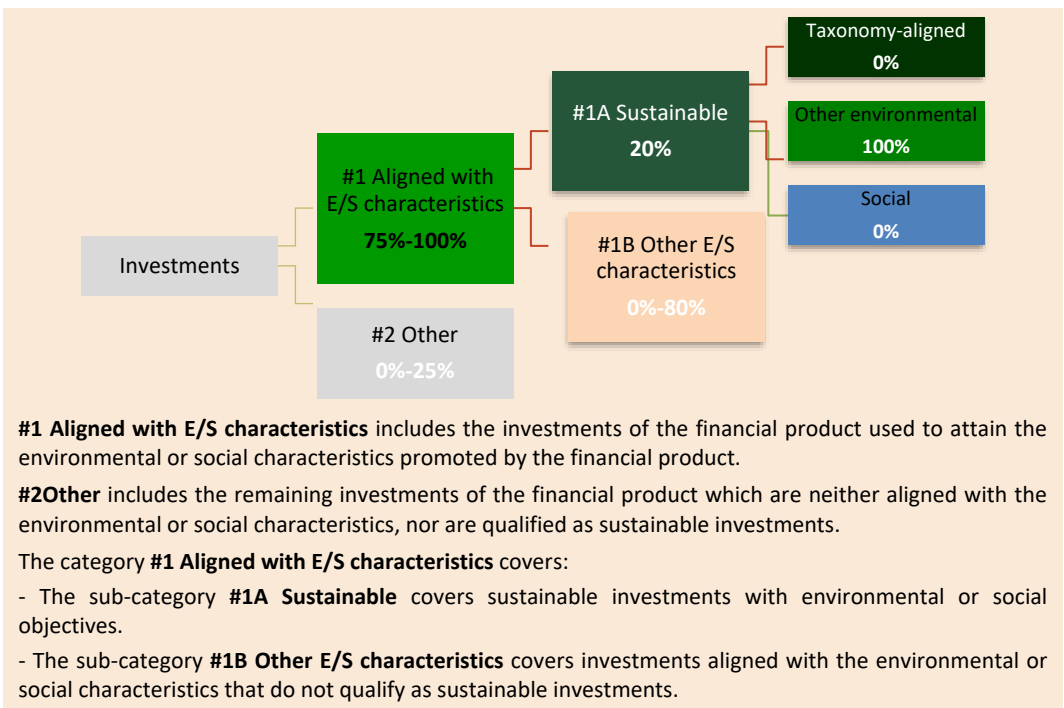 Taxonomy-aligned
0%
#1A Sustainable
20%
Other environmental
100%
#1 Aligned with
E/S characteristics
75%-100%
Social
0%
#1B Other E/S
characteristics
0%-80%
Investments
#2 Other
0%-25%
#1 Aligned with E/S characteristics includes the investments of the financial product used to attain the
environmental or social characteristics promoted by the financial product.
#2Other includes the remaining investments of the financial product which are neither aligned with the
environmental or social characteristics, nor are qualified as sustainable investments.
The category #1 Aligned with E/S characteristics covers:
- The sub-category #1A Sustainable covers sustainable investments with environmental or social
objectives.
- The sub-category #1B Other E/S characteristics covers investments aligned with the environmental or
social characteristics that do not qualify as sustainable investments.